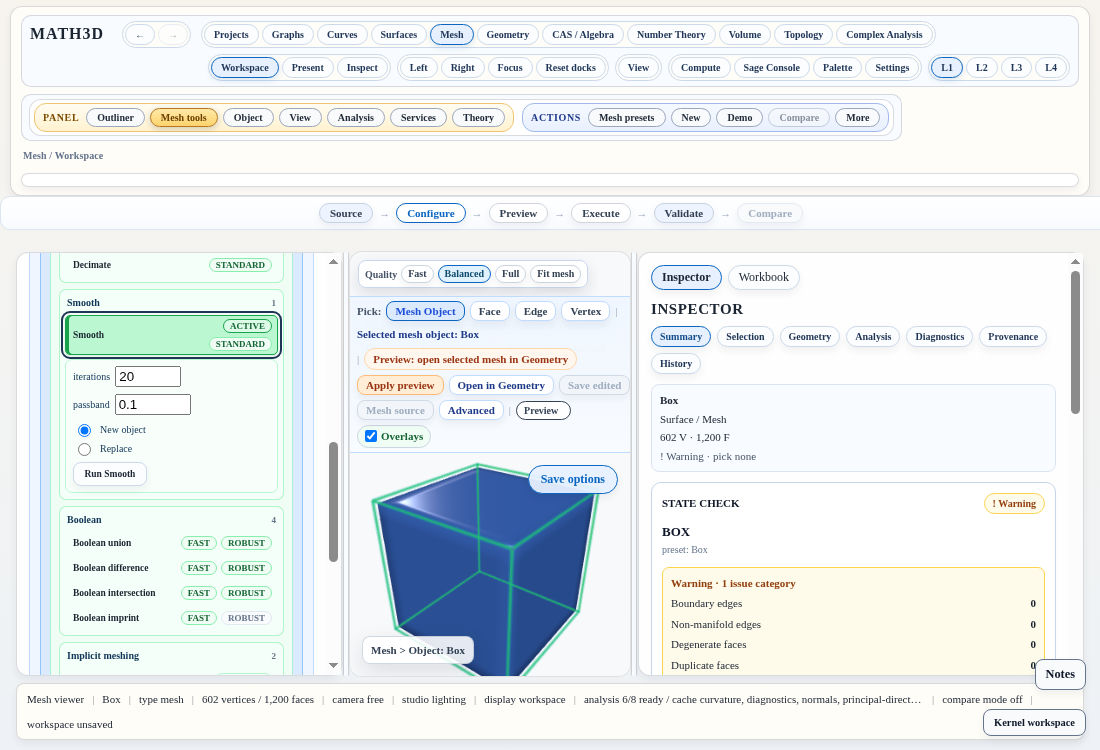 MATH3D ← → Projects Graphs Curves Surfaces Mesh Geometry CAS / Algebra Number Theory Volume Topology Complex Analysis
Workspace Present Inspect Left Right Focus Reset docks View Compute Sage Console Palette Settings L1 L2 L3 L4
PANEL Outliner Mesh tools Object View Analysis Services Theory ACTIONS Mesh presets New Demo Compare More
Mesh / Workspace
Source → Configure → Preview → Execute → Validate → Compare
Decimate STANDARD
Smooth 1
Smooth ACTIVE STANDARD
iterations 20
passband 0.1
New object
Replace
Run Smooth
Boolean 4
Boolean union FAST ROBUST
Boolean difference FAST ROBUST
Boolean intersection FAST ROBUST
Boolean imprint FAST ROBUST
Implicit meshing 2
Quality Fast Balanced Full Fit mesh
Pick: Mesh Object Face Edge Vertex |
Selected mesh object: Box
| Preview: open selected mesh in Geometry
Apply preview Open in Geometry Save edited
Mesh source Advanced | Preview
Overlays
Save options
Mesh > Object: Box
Inspector Workbook
INSPECTOR
Summary Selection Geometry Analysis Diagnostics Provenance
History
Box
Surface / Mesh
602 V · 1,200 F
! Warning · pick none
STATE CHECK ! Warning
BOX
preset: Box
Warning · 1 issue category
Boundary edges 0
Non-manifold edges 0
Degenerate faces 0
Duplicate faces 0
Notes
Mesh viewer | Box | type mesh | 602 vertices / 1,200 faces | camera free | studio lighting | display workspace | analysis 6/8 ready / cache curvature, diagnostics, normals, principal-direct… | compare mode off |
workspace unsaved
Kernel workspace